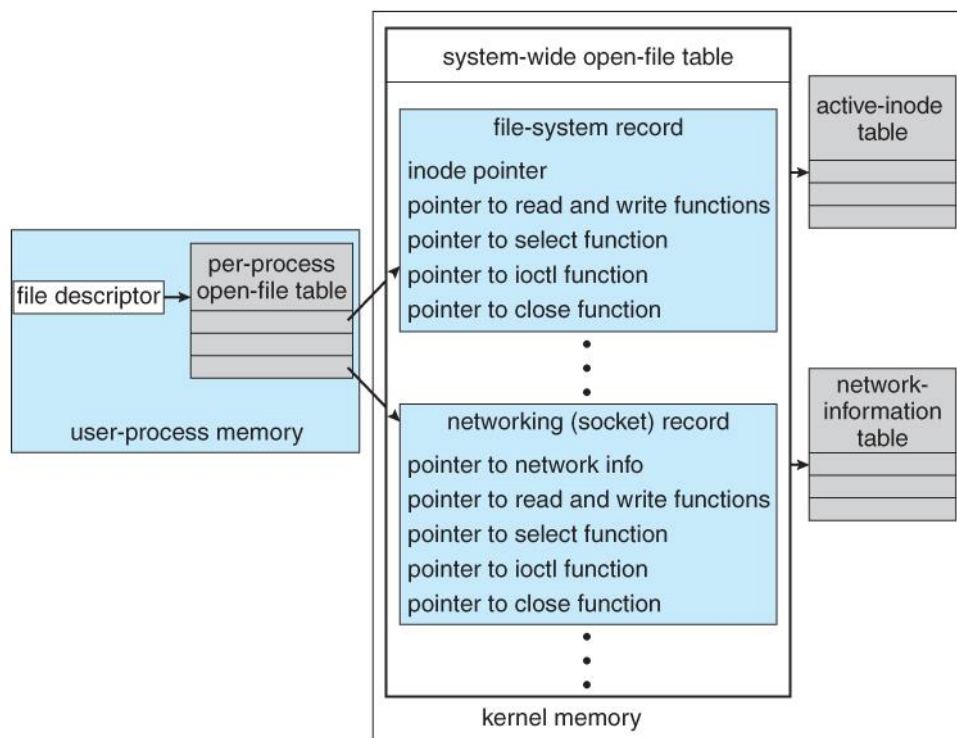 system-wide open-file table
file-system record
inode pointer
pointer to read and write functions
pointer to select function
pointer to ioctl function
pointer to close function
active-inode
table
file descriptor
per-process
open-file table
user-process memory
networking (socket) record
pointer to network info
pointer to read and write functions
pointer to select function
pointer to ioctl function
pointer to close function
network-
information
table
kernel memory